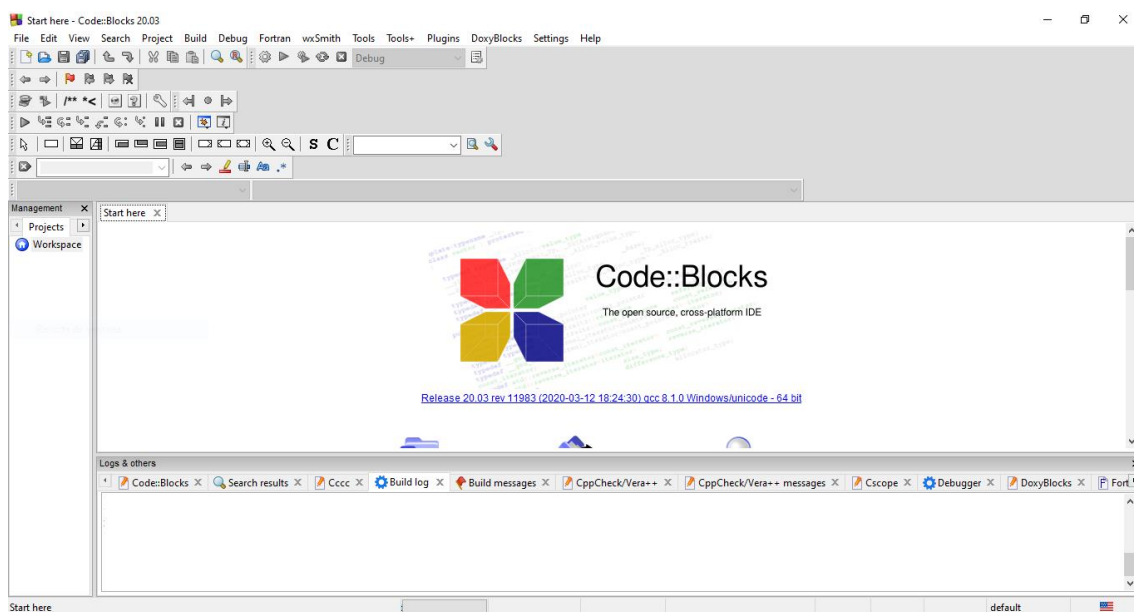 Start here - Code::Blocks 20.03
File Edit View Search Project Build Debug Fortran wxSmith Tools Tools+ Plugins DoxyBlocks Settings Help
Debug
/** *<
S C
Aa .*
Management
Start here
Projects
Workspace
Code::Blocks
The open source, cross-platform IDE
Release 20.03 rev 11983 (2020-03-12 18:24:30) gcc 8.1.0 Windows/unicode - 64 bit
Logs & others
Code::Blocks Search results Cccc Build log Build messages CppCheck/Vera++ CppCheck/Vera++ messages Cscope Debugger DoxyBlocks Fort
Start here default